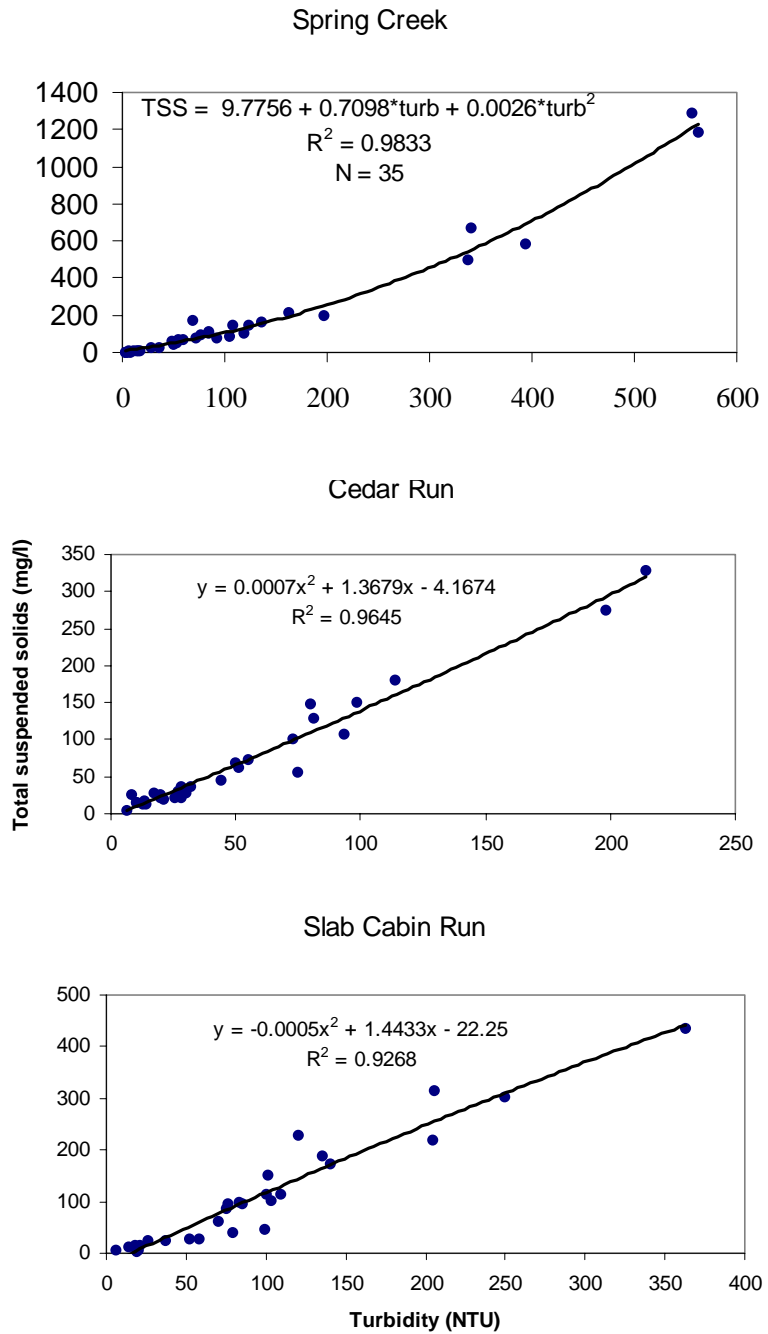 Spring Creek
1400
1200
1000
800
600
400
200
0
TSS = 9.7756 + 0.7098*turb + 0.0026*turb²
R² = 0.9833
N = 35
0 100 200 300 400 500 600
Cedar Run
Total suspended solids (mg/l)
350
300
250
200
150
100
50
0
y = 0.0007x² + 1.3679x - 4.1674
R² = 0.9645
0 50 100 150 200 250
Slab Cabin Run
500
400
300
200
100
0
y = -0.0005x² + 1.4433x - 22.25
R² = 0.9268
0 50 100 150 200 250 300 350 400
Turbidity (NTU)